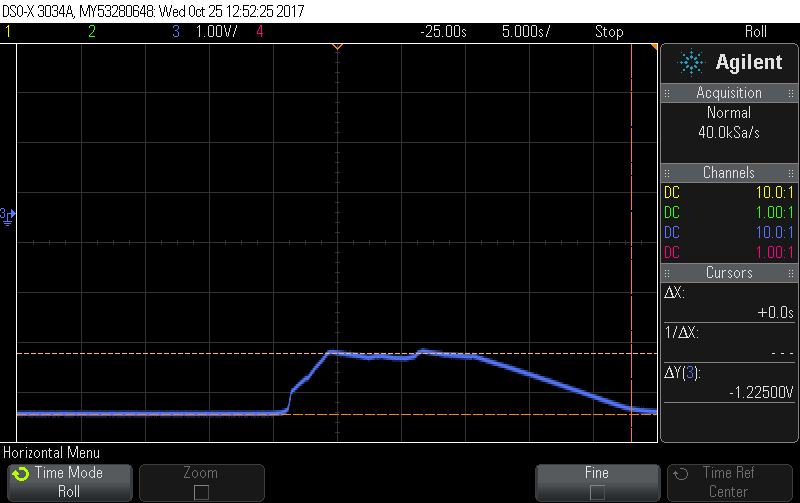 DSO-X 3034A, MY53280648: Wed Oct 25 12:52:25 2017
1 2 3 1.00V/ 4 -25.00s 5.000s/ Stop Roll
Agilent
Acquisition
Normal
40.0kSa/s
Channels
DC 10.0:1
DC 1.00:1
DC 10.0:1
DC 1.00:1
Cursors
ΔX:
+0.0s
1/ΔX:
- - -
ΔY(3):
-1.22500V
3
Horizontal Menu
Time Mode
Roll
Zoom
Fine
Time Ref
Center